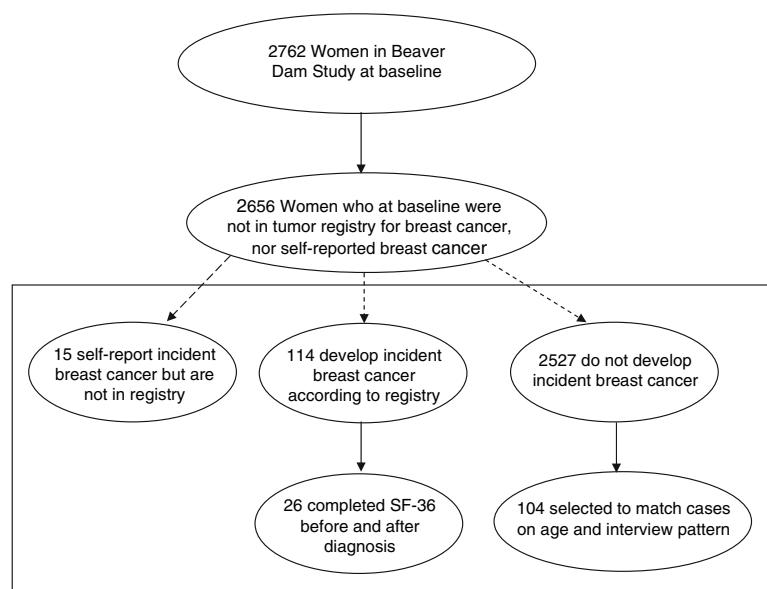 2762 Women in Beaver
Dam Study at baseline
2656 Women who at baseline were
not in tumor registry for breast cancer,
nor self-reported breast cancer
15 self-report incident
breast cancer but are
not in registry
114 develop incident
breast cancer
according to registry
2527 do not develop
incident breast cancer
26 completed SF-36
before and after
diagnosis
104 selected to match cases
on age and interview pattern